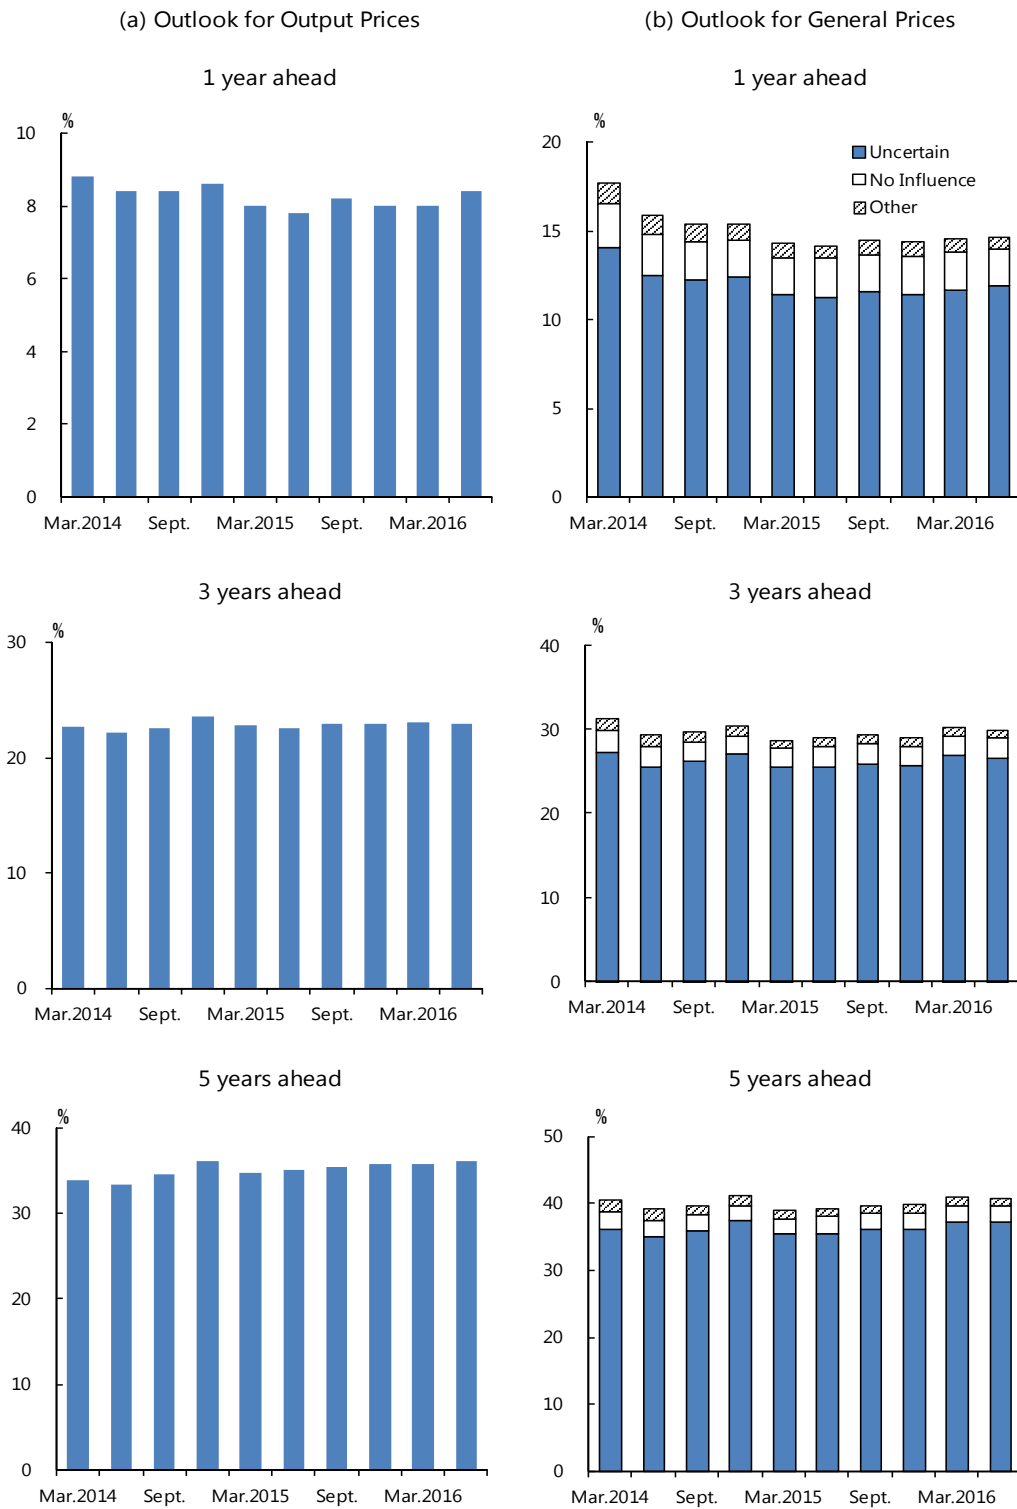 (a) Outlook for Output Prices
1 year ahead
%
10
8
6
4
2
0
Mar.2014 Sept. Mar.2015 Sept. Mar.2016
3 years ahead
%
30
20
10
0
Mar.2014 Sept. Mar.2015 Sept. Mar.2016
5 years ahead
%
40
30
20
10
0
Mar.2014 Sept. Mar.2015 Sept. Mar.2016
(b) Outlook for General Prices
1 year ahead
%
20
15
10
5
0
Uncertain
No Influence
Other
Mar.2014 Sept. Mar.2015 Sept. Mar.2016
3 years ahead
%
40
30
20
10
0
Mar.2014 Sept. Mar.2015 Sept. Mar.2016
5 years ahead
%
50
40
30
20
10
0
Mar.2014 Sept. Mar.2015 Sept. Mar.2016